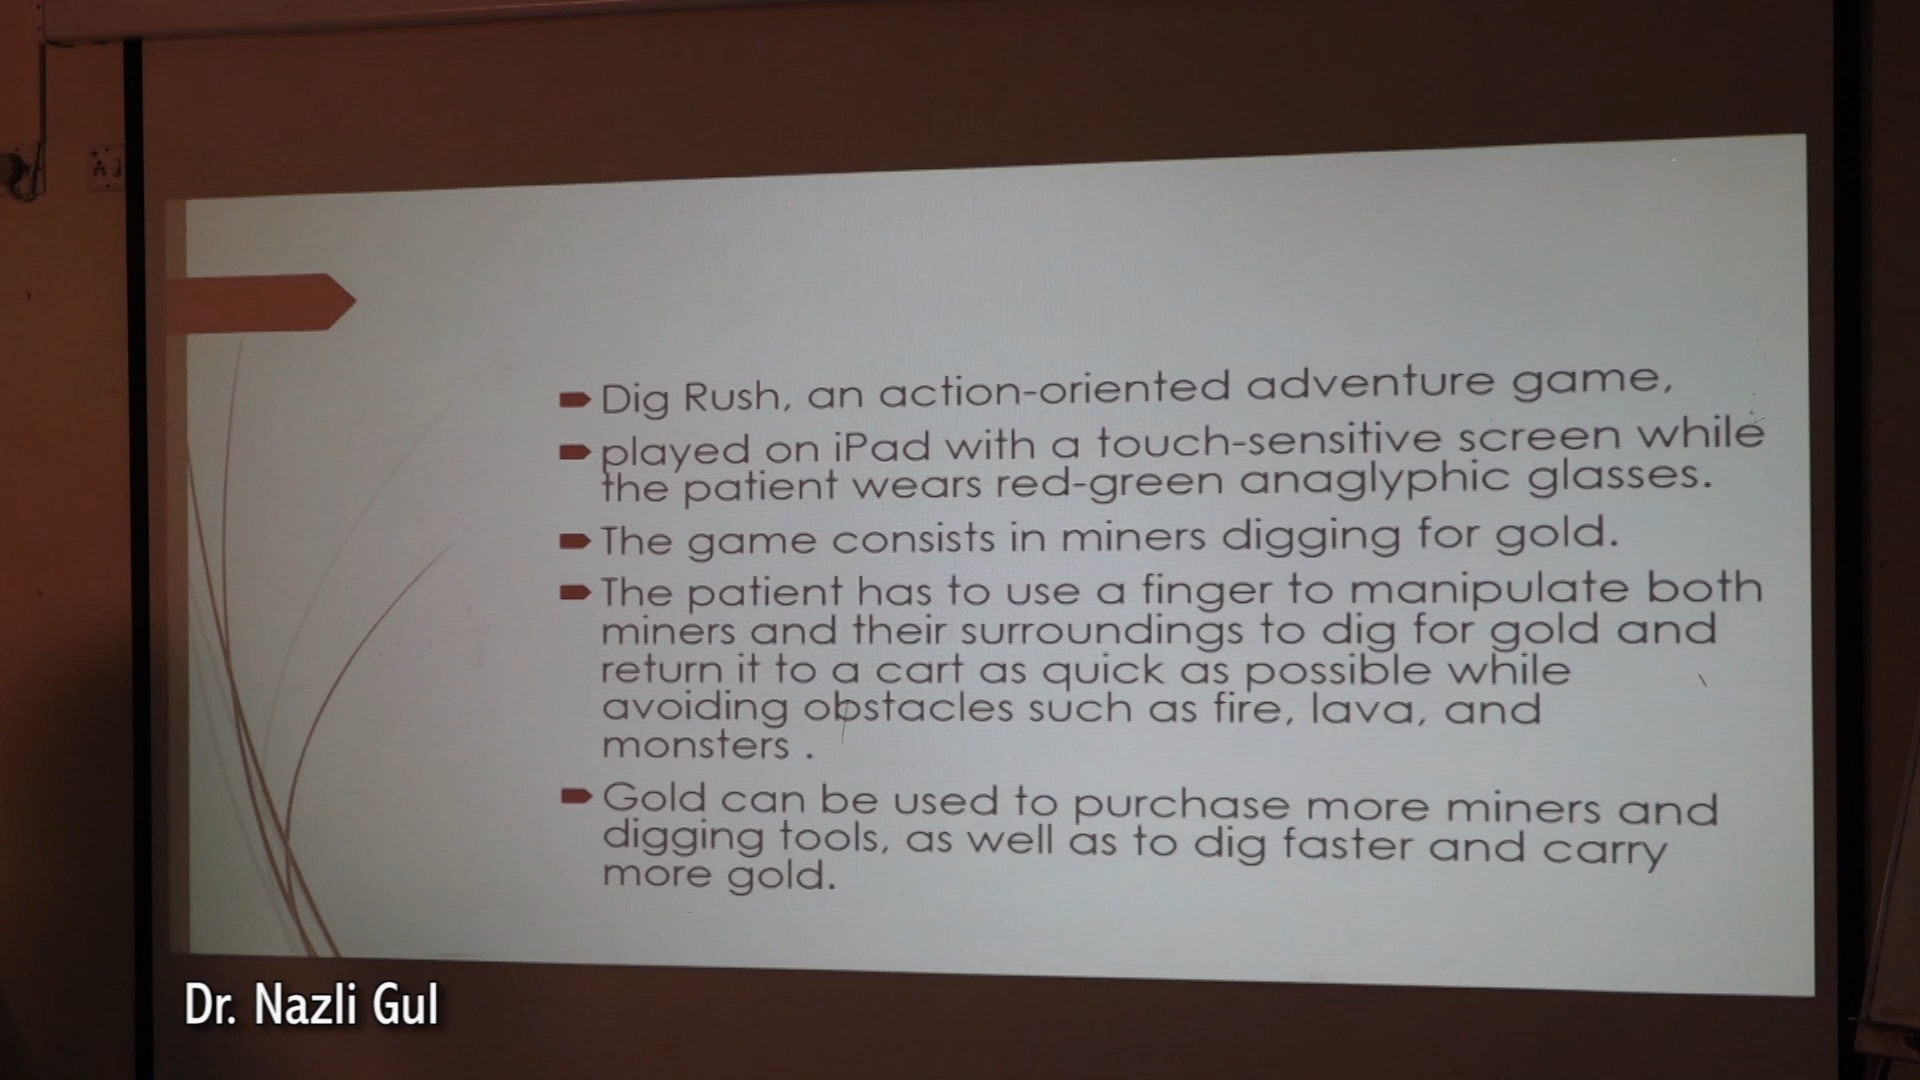 Dig Rush, an action-oriented adventure game,
played on iPad with a touch-sensitive screen while
the patient wears red-green anaglyphic glasses.
The game consists in miners digging for gold.
The patient has to use a finger to manipulate both
miners and their surroundings to dig for gold and
return it to a cart as quick as possible while
avoiding obstacles such as fire, lava, and
monsters .
Gold can be used to purchase more miners and
digging tools, as well as to dig faster and carry
more gold.
Dr. Nazli Gul